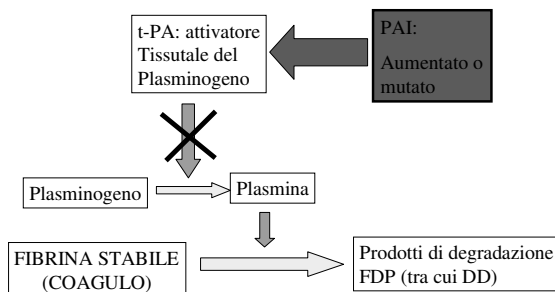 t-PA: attivatore
Tissutale del
Plasminogeno
PAI:
Aumentato o
mutato
Plasminogeno
Plasmina
FIBRINA STABILE
(COAGULO)
Prodotti di degradazione
FDP (tra cui DD)